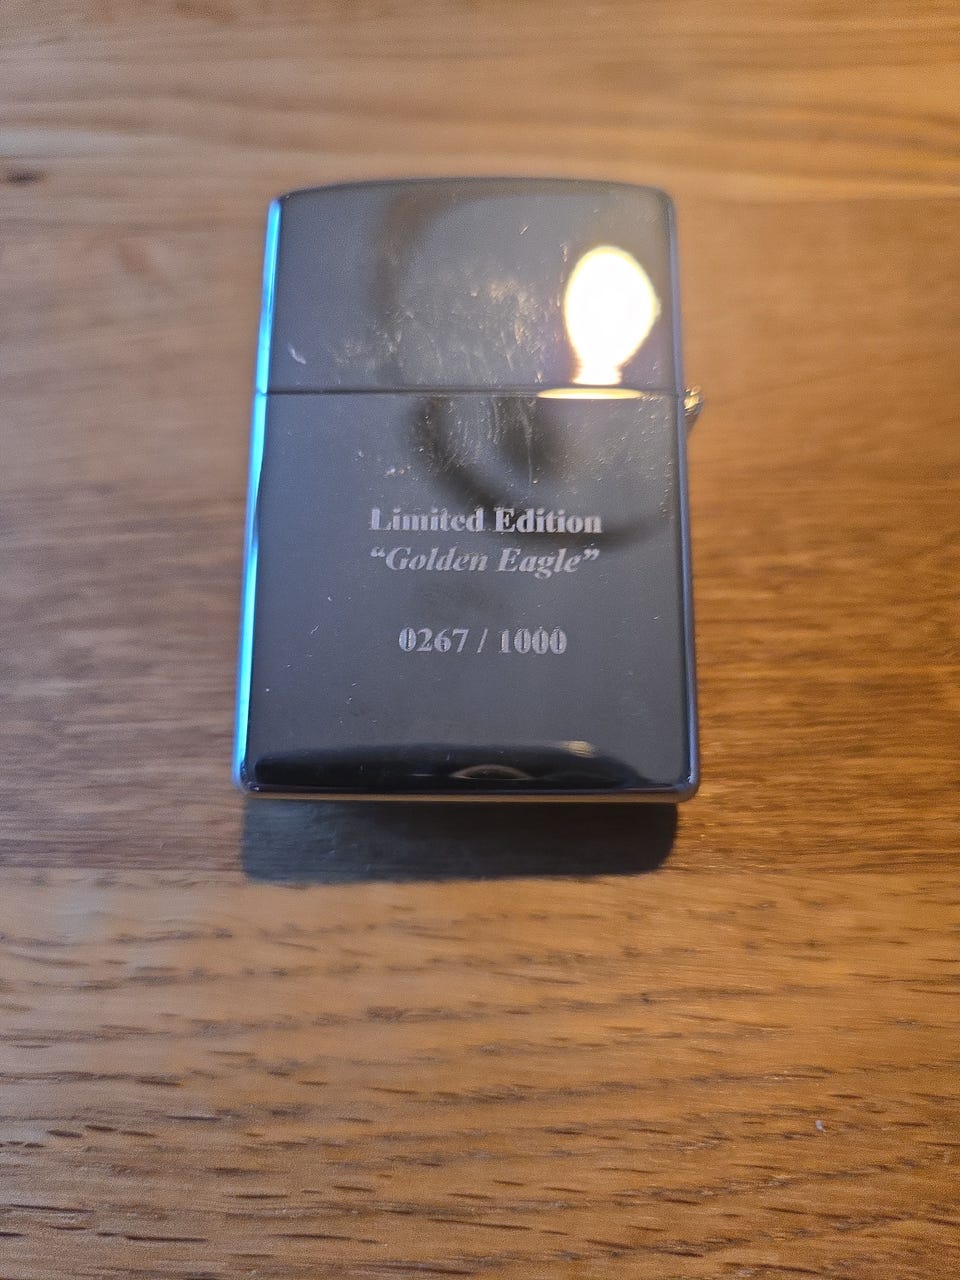 Limited Edition
“Golden Eagle”
0267 / 1000